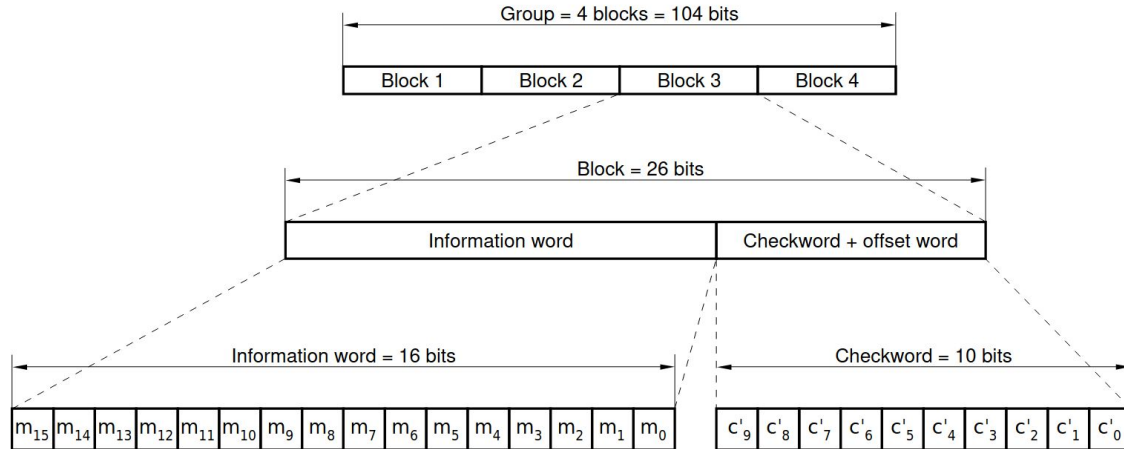 Group = 4 blocks = 104 bits
Block 1 Block 2 Block 3 Block 4
Block = 26 bits
Information word Checkword + offset word
Information word = 16 bits Checkword = 10 bits
m₁₅ m₁₄ m₁₃ m₁₂ m₁₁ m₁₀ m₉ m₈ m₇ m₆ m₅ m₄ m₃ m₂ m₁ m₀ c'₉ c'₈ c'₇ c'₆ c'₅ c'₄ c'₃ c'₂ c'₁ c'₀